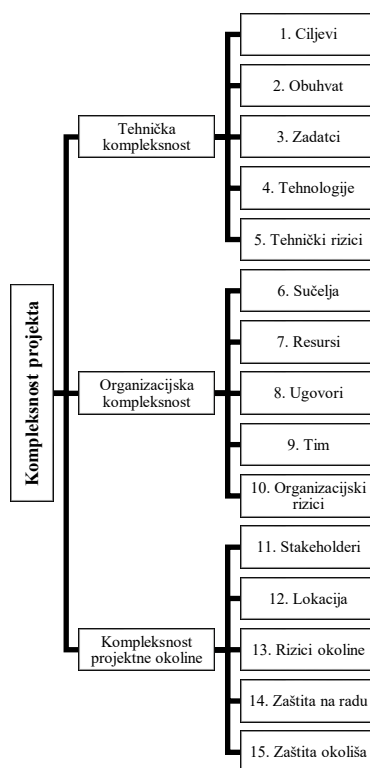 Kompleksnost projekta
Tehnička
kompleksnost
1. Ciljevi
2. Obuhvat
3. Zadatci
4. Tehnologije
5. Tehnički rizici
Organizacijska
kompleksnost
6. Sučelja
7. Resursi
8. Ugovori
9. Tim
10. Organizacijski
rizici
Kompleksnost
projektne okoline
11. Stakeholderi
12. Lokacija
13. Rizici okoline
14. Zaštita na radu
15. Zaštita okoliša